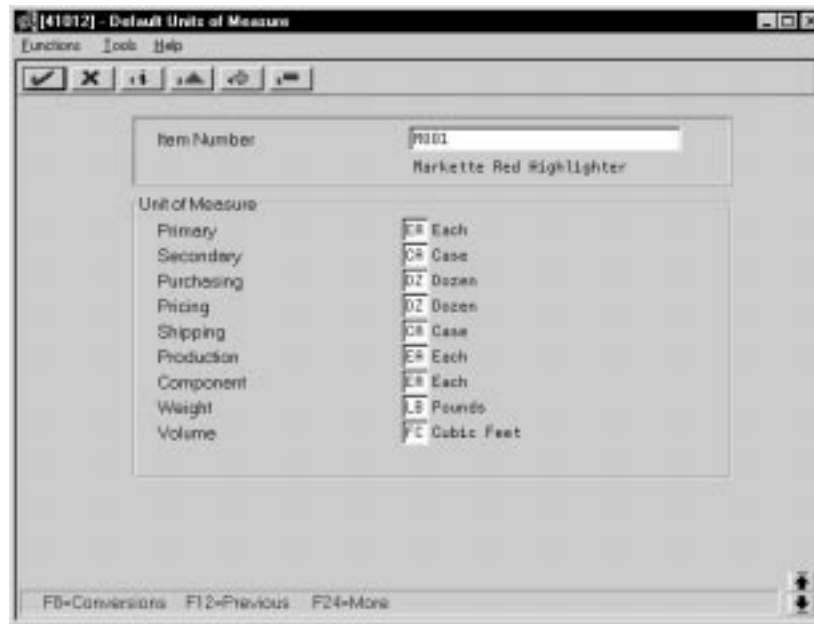 [41012] - Default Units of Measure
Functions Tools Help
Item Number M001
Markette Red Highlighter
Unit of Measure
Primary EA Each
Secondary CA Case
Purchasing DZ Dozen
Pricing DZ Dozen
Shipping CA Case
Production EA Each
Component EA Each
Weight LB Pounds
Volume FC Cubic Feet
F8=Conversions F12=Previous F24=More